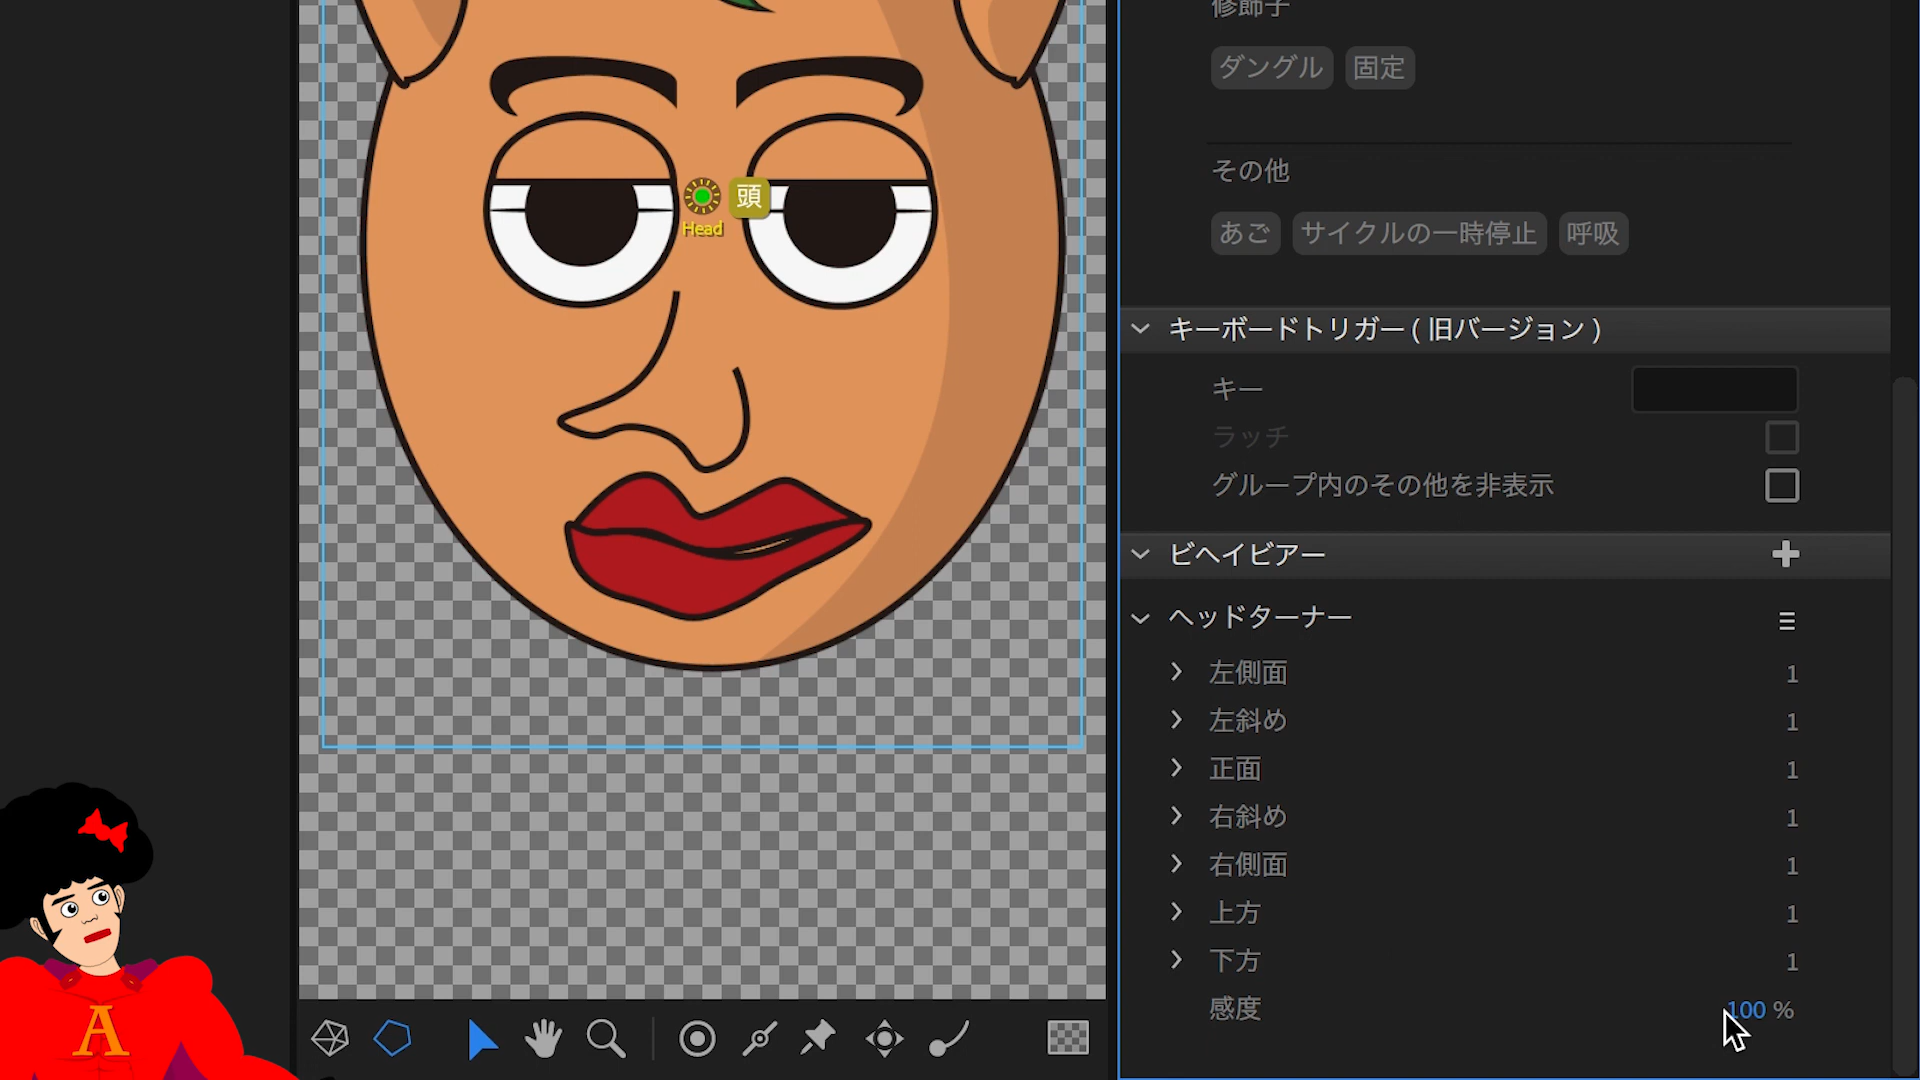 修飾子
ダングル 固定
その他
あご サイクルの一時停止 呼吸
頭
Head
キーボードトリガー ( 旧バージョン )
キー
ラッチ
グループ内のその他を非表示
ビヘイビアー
ヘッドターナー
左側面 1
左斜め 1
正面 1
右斜め 1
右側面 1
上方 1
下方 1
感度 100 %
A